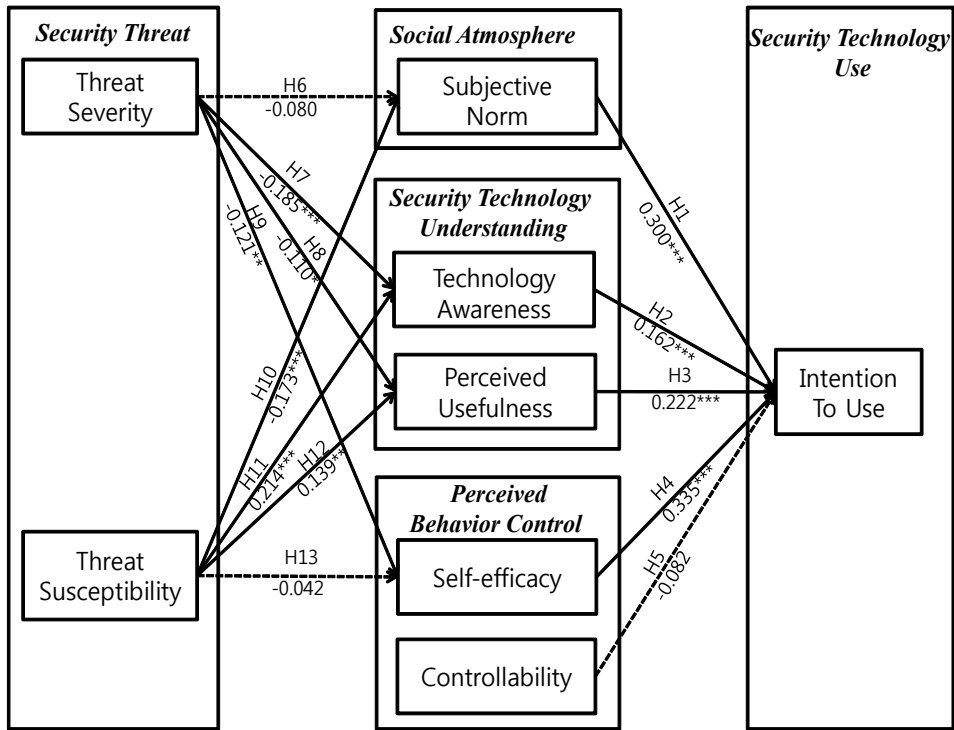 Security Threat
Threat
Severity
Threat
Susceptibility
H6
-0.080
H7
-0.185***
H8
-0.110*
H9
-0.121**
H10
-0.173***
H11
0.214***
H12
0.139**
H13
-0.042
Social Atmosphere
Subjective
Norm
Security Technology
Understanding
Technology
Awareness
Perceived
Usefulness
Perceived
Behavior Control
Self-efficacy
Controllability
H1
0.300***
H2
0.162***
H3
0.222***
H4
0.335***
H5
-0.082
Security Technology
Use
Intention
To Use